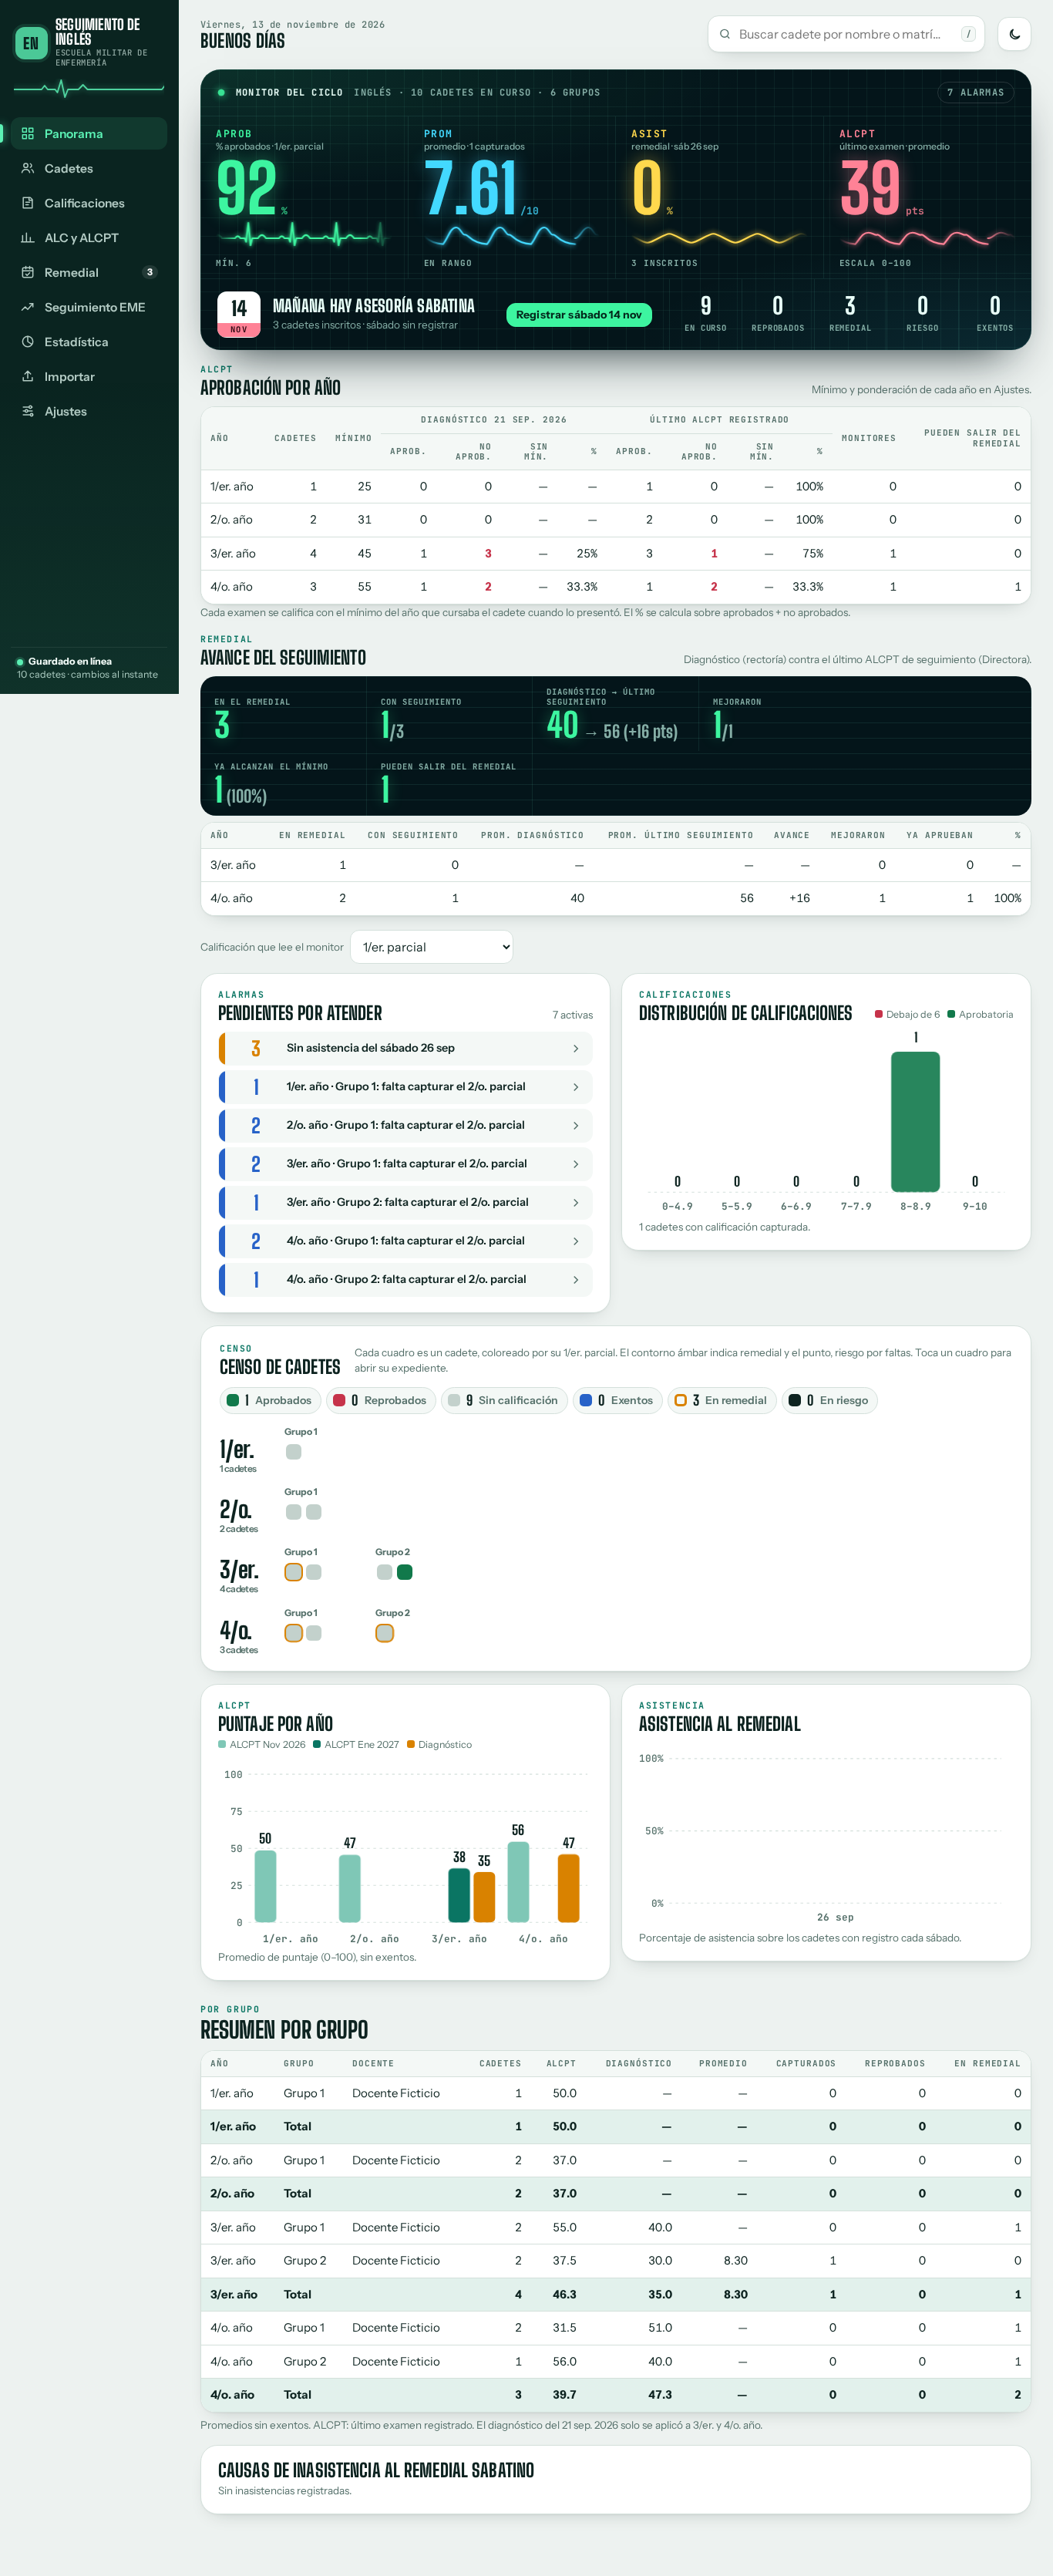 EN
SEGUIMIENTO DE INGLÉS
ESCUELA MILITAR DE ENFERMERÍA
Panorama
Cadetes
Calificaciones
ALC y ALCPT
Remedial 3
Seguimiento EME
Estadística
Importar
Ajustes
Guardado en línea
10 cadetes · cambios al instante
Viernes, 13 de noviembre de 2026
BUENOS DÍAS
Buscar cadete por nombre o matrí... /
MONITOR DEL CICLO INGLÉS · 10 CADETES EN CURSO · 6 GRUPOS 7 ALARMAS
APROB PROM ASIST ALCPT
% aprobados · 1/er. parcial promedio · 1 capturados remedial · sáb 26 sep último examen · promedio
92 % 7.61 /10 0 % 39 pts
MÍN. 6 EN RANGO 3 INSCRITOS ESCALA 0–100
14 NOV
MAÑANA HAY ASESORÍA SABATINA
3 cadetes inscritos · sábado sin registrar
Registrar sábado 14 nov
9 0 3 0 0
EN CURSO REPROBADOS REMEDIAL RIESGO EXENTOS
ALCPT
APROBACIÓN POR AÑO
Mínimo y ponderación de cada año en Ajustes.
DIAGNÓSTICO 21 SEP. 2026 ÚLTIMO ALCPT REGISTRADO
AÑO CADETES MÍNIMO APROB. NO APROB. SIN MÍN. % APROB. NO APROB. SIN MÍN. % MONITORES PUEDEN SALIR DEL REMEDIAL
1/er. año 1 25 0 0 — — 1 0 — 100% 0 0
2/o. año 2 31 0 0 — — 2 0 — 100% 0 0
3/er. año 4 45 1 3 — 25% 3 1 — 75% 1 0
4/o. año 3 55 1 2 — 33.3% 1 2 — 33.3% 1 1
Cada examen se califica con el mínimo del año que cursaba el cadete cuando lo presentó. El % se calcula sobre aprobados + no aprobados.
REMEDIAL
AVANCE DEL SEGUIMIENTO
Diagnóstico (rectoría) contra el último ALCPT de seguimiento (Directora).
EN EL REMEDIAL CON SEGUIMIENTO DIAGNÓSTICO → ÚLTIMO SEGUIMIENTO MEJORARON
3 1/3 40 → 56 (+16 pts) 1/1
YA ALCANZAN EL MÍNIMO PUEDEN SALIR DEL REMEDIAL
1 (100%) 1
AÑO EN REMEDIAL CON SEGUIMIENTO PROM. DIAGNÓSTICO PROM. ÚLTIMO SEGUIMIENTO AVANCE MEJORARON YA APRUEBAN %
3/er. año 1 0 — — — 0 0 —
4/o. año 2 1 40 56 +16 1 1 100%
Calificación que lee el monitor 1/er. parcial
ALARMAS
PENDIENTES POR ATENDER 7 activas
3 Sin asistencia del sábado 26 sep
1 1/er. año · Grupo 1: falta capturar el 2/o. parcial
2 2/o. año · Grupo 1: falta capturar el 2/o. parcial
2 3/er. año · Grupo 1: falta capturar el 2/o. parcial
1 3/er. año · Grupo 2: falta capturar el 2/o. parcial
2 4/o. año · Grupo 1: falta capturar el 2/o. parcial
1 4/o. año · Grupo 2: falta capturar el 2/o. parcial
CALIFICACIONES
DISTRIBUCIÓN DE CALIFICACIONES Debajo de 6 Aprobatoria
0 0 0 0 1 0
0–4.9 5–5.9 6–6.9 7–7.9 8–8.9 9–10
1 cadetes con calificación capturada.
CENSO
CENSO DE CADETES
Cada cuadro es un cadete, coloreado por su 1/er. parcial. El contorno ámbar indica remedial y el punto, riesgo por faltas. Toca un cuadro para abrir su expediente.
1 Aprobados 0 Reprobados 9 Sin calificación 0 Exentos 3 En remedial 0 En riesgo
1/er. Grupo 1
1 cadetes
2/o. Grupo 1
2 cadetes
3/er. Grupo 1 Grupo 2
4 cadetes
4/o. Grupo 1 Grupo 2
3 cadetes
ALCPT
PUNTAJE POR AÑO
ALCPT Nov 2026 ALCPT Ene 2027 Diagnóstico
100
75
50
25
0
50 47 38 35 56 47
1/er. año 2/o. año 3/er. año 4/o. año
Promedio de puntaje (0–100), sin exentos.
ASISTENCIA
ASISTENCIA AL REMEDIAL
100%
50%
0%
26 sep
Porcentaje de asistencia sobre los cadetes con registro cada sábado.
POR GRUPO
RESUMEN POR GRUPO
AÑO GRUPO DOCENTE CADETES ALCPT DIAGNÓSTICO PROMEDIO CAPTURADOS REPROBADOS EN REMEDIAL
1/er. año Grupo 1 Docente Ficticio 1 50.0 — — 0 0 0
1/er. año Total 1 50.0 — — 0 0 0
2/o. año Grupo 1 Docente Ficticio 2 37.0 — — 0 0 0
2/o. año Total 2 37.0 — — 0 0 0
3/er. año Grupo 1 Docente Ficticio 2 55.0 40.0 — 0 0 1
3/er. año Grupo 2 Docente Ficticio 2 37.5 30.0 8.30 1 0 0
3/er. año Total 4 46.3 35.0 8.30 1 0 1
4/o. año Grupo 1 Docente Ficticio 2 31.5 51.0 — 0 0 1
4/o. año Grupo 2 Docente Ficticio 1 56.0 40.0 — 0 0 1
4/o. año Total 3 39.7 47.3 — 0 0 2
Promedios sin exentos. ALCPT: último examen registrado. El diagnóstico del 21 sep. 2026 solo se aplicó a 3/er. y 4/o. año.
CAUSAS DE INASISTENCIA AL REMEDIAL SABATINO
Sin inasistencias registradas.